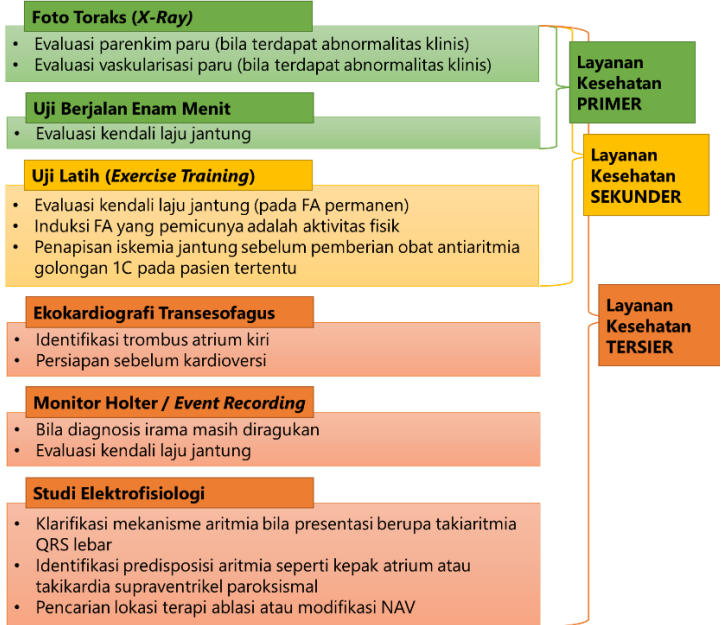 Foto Toraks (X-Ray)
• Evaluasi parenkim paru (bila terdapat abnormalitas klinis)
• Evaluasi vaskularisasi paru (bila terdapat abnormalitas klinis)
Uji Berjalan Enam Menit
• Evaluasi kendali laju jantung
Layanan
Kesehatan
PRIMER
Uji Latih (Exercise Training)
• Evaluasi kendali laju jantung (pada FA permanen)
• Induksi FA yang pemicunya adalah aktivitas fisik
• Penapisan iskemia jantung sebelum pemberian obat antiaritmia
golongan 1C pada pasien tertentu
Layanan
Kesehatan
SEKUNDER
Ekokardiografi Transesofagus
• Identifikasi trombus atrium kiri
• Persiapan sebelum kardioversi
Layanan
Kesehatan
TERSIER
Monitor Holter / Event Recording
• Bila diagnosis irama masih diragukan
• Evaluasi kendali laju jantung
Studi Elektrofisiologi
• Klarifikasi mekanisme aritmia bila presentasi berupa takiaritmia
QRS lebar
• Identifikasi predisposisi aritmia seperti kepak atrium atau
takikardia supraventrikel paroksismal
• Pencarian lokasi terapi ablasi atau modifikasi NAV